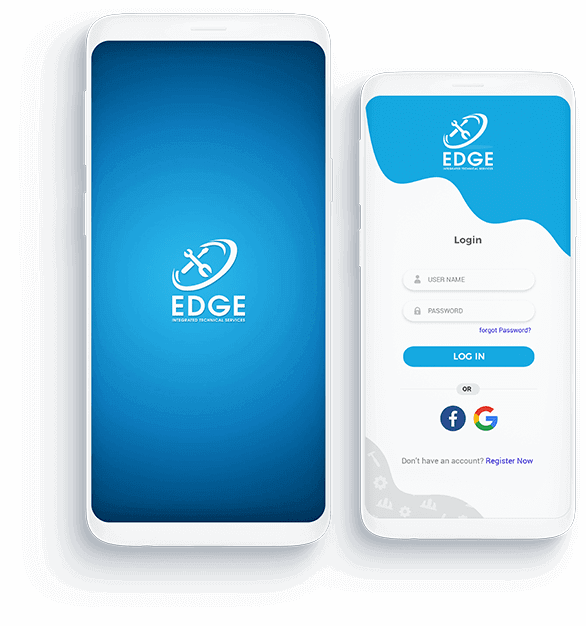 EDGE
INTEGRATED TECHNICAL SERVICES
EDGE
INTEGRATED TECHNICAL SERVICES
Login
USER NAME
PASSWORD
forgot Password?
LOG IN
OR
f G
Don't have an account? Register Now